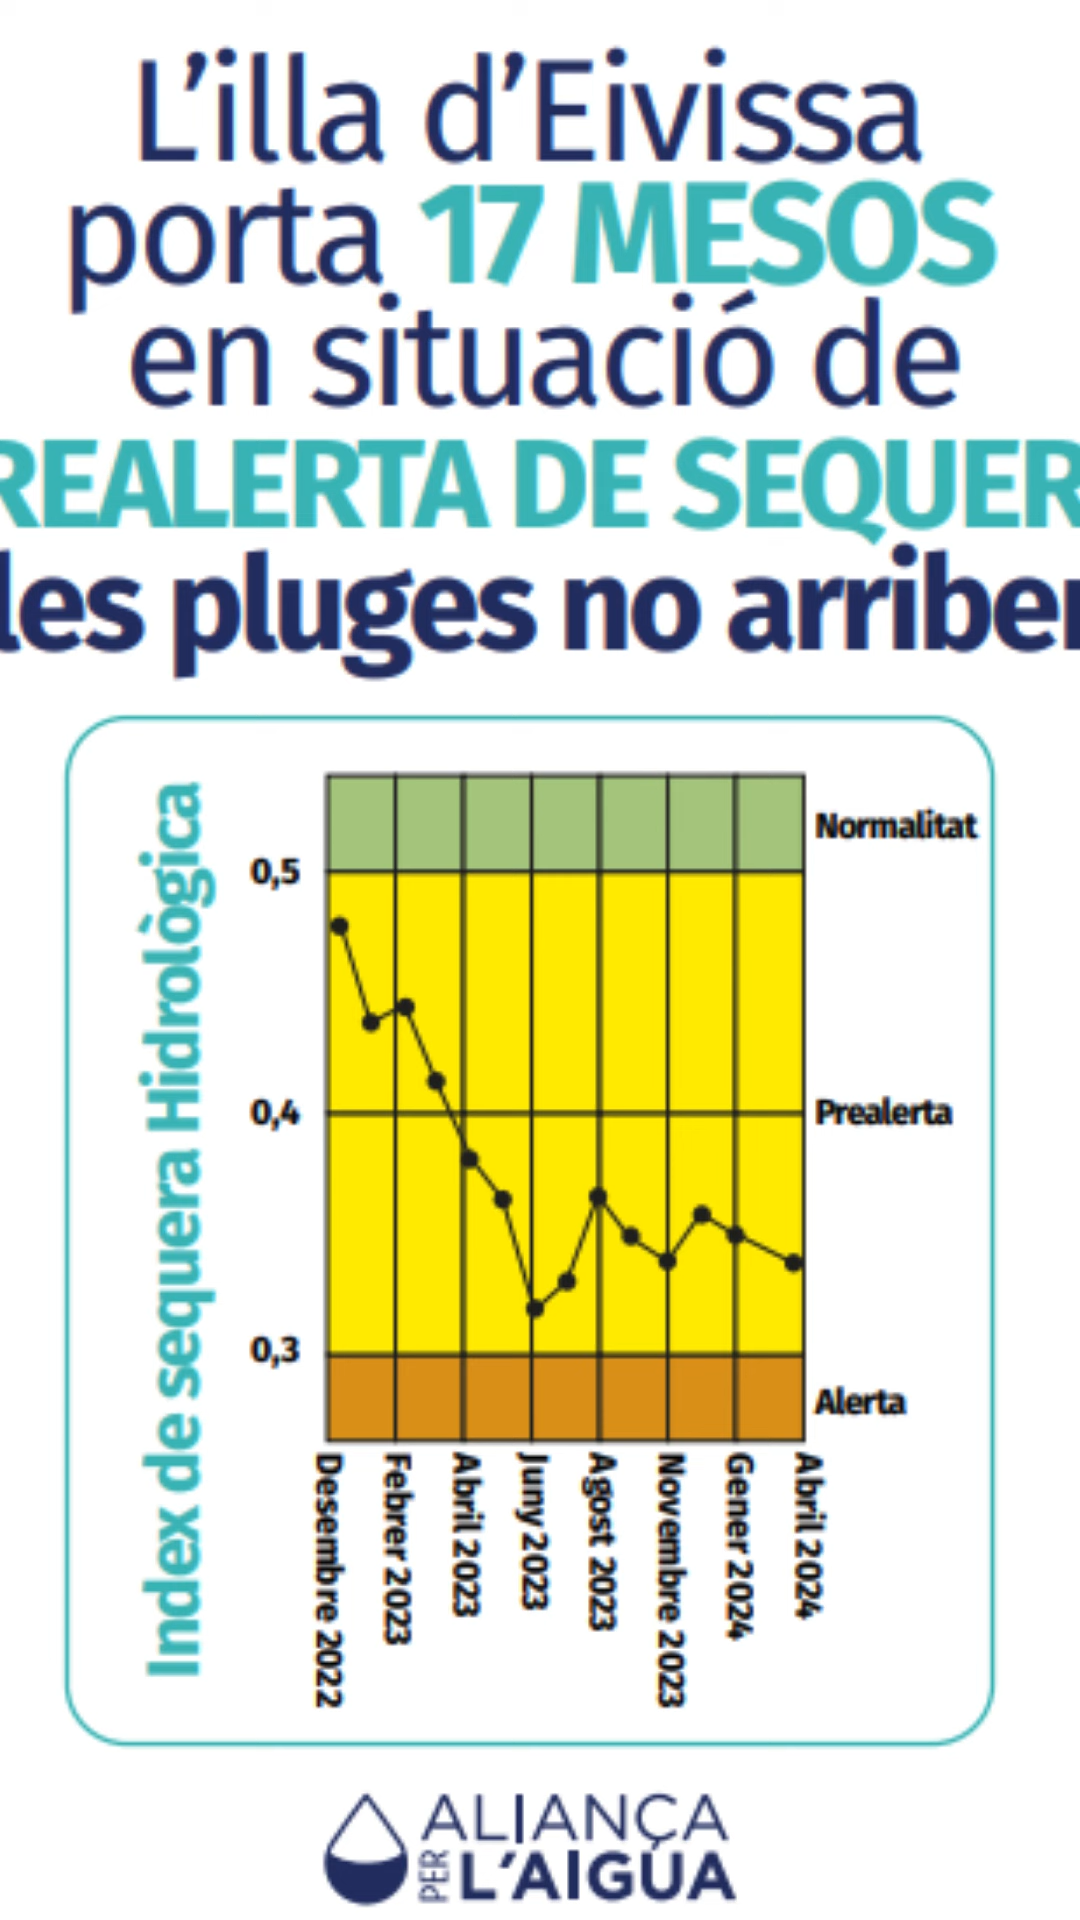 L'illa d'Eivissa
porta 17 MESOS
en situació de
REALERTA DE SEQUER
les pluges no arriben
Index de sequera Hidrològica
0,5
0,4
0,3
Normalitat
Prealerta
Alerta
Desembre 2022
Febrer 2023
Abril 2023
Juny 2023
Agost 2023
Novembre 2023
Gener 2024
Abril 2024
ALIANÇA
PER L'AIGUA